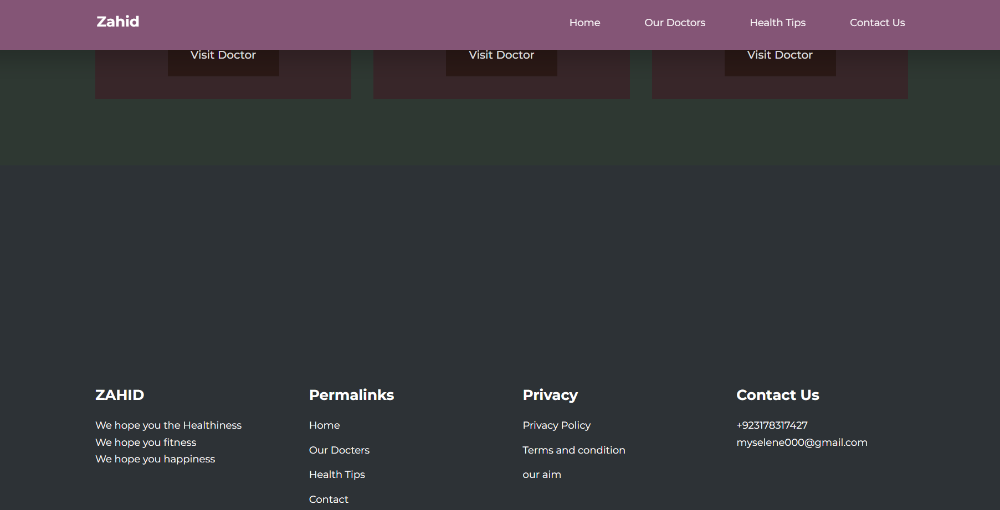 Zahid
Home
Our Doctors
Health Tips
Contact Us
Visit Doctor
Visit Doctor
Visit Doctor
ZAHID
We hope you the Healthiness
We hope you fitness
We hope you happiness
Permalinks
Home
Our Docters
Health Tips
Contact
Privacy
Privacy Policy
Terms and condition
our aim
Contact Us
+923178317427
myselene000@gmail.com